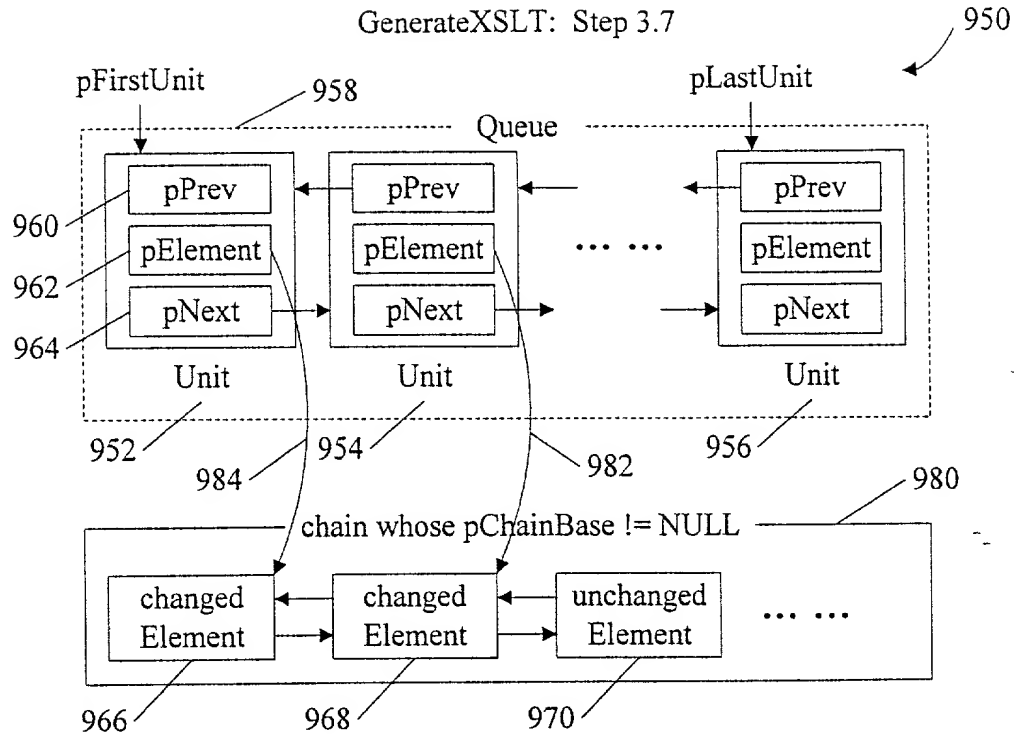 GenerateXSLT: Step 3.7
950
pFirstUnit
958
pLastUnit
Queue
pPrev
pPrev
pPrev
960
pElement
pElement
... ...
pElement
962
pNext
pNext
pNext
964
Unit
Unit
Unit
952
984
954
982
956
980
chain whose pChainBase != NULL
changed
Element
changed
Element
unchanged
Element
... ...
966
968
970